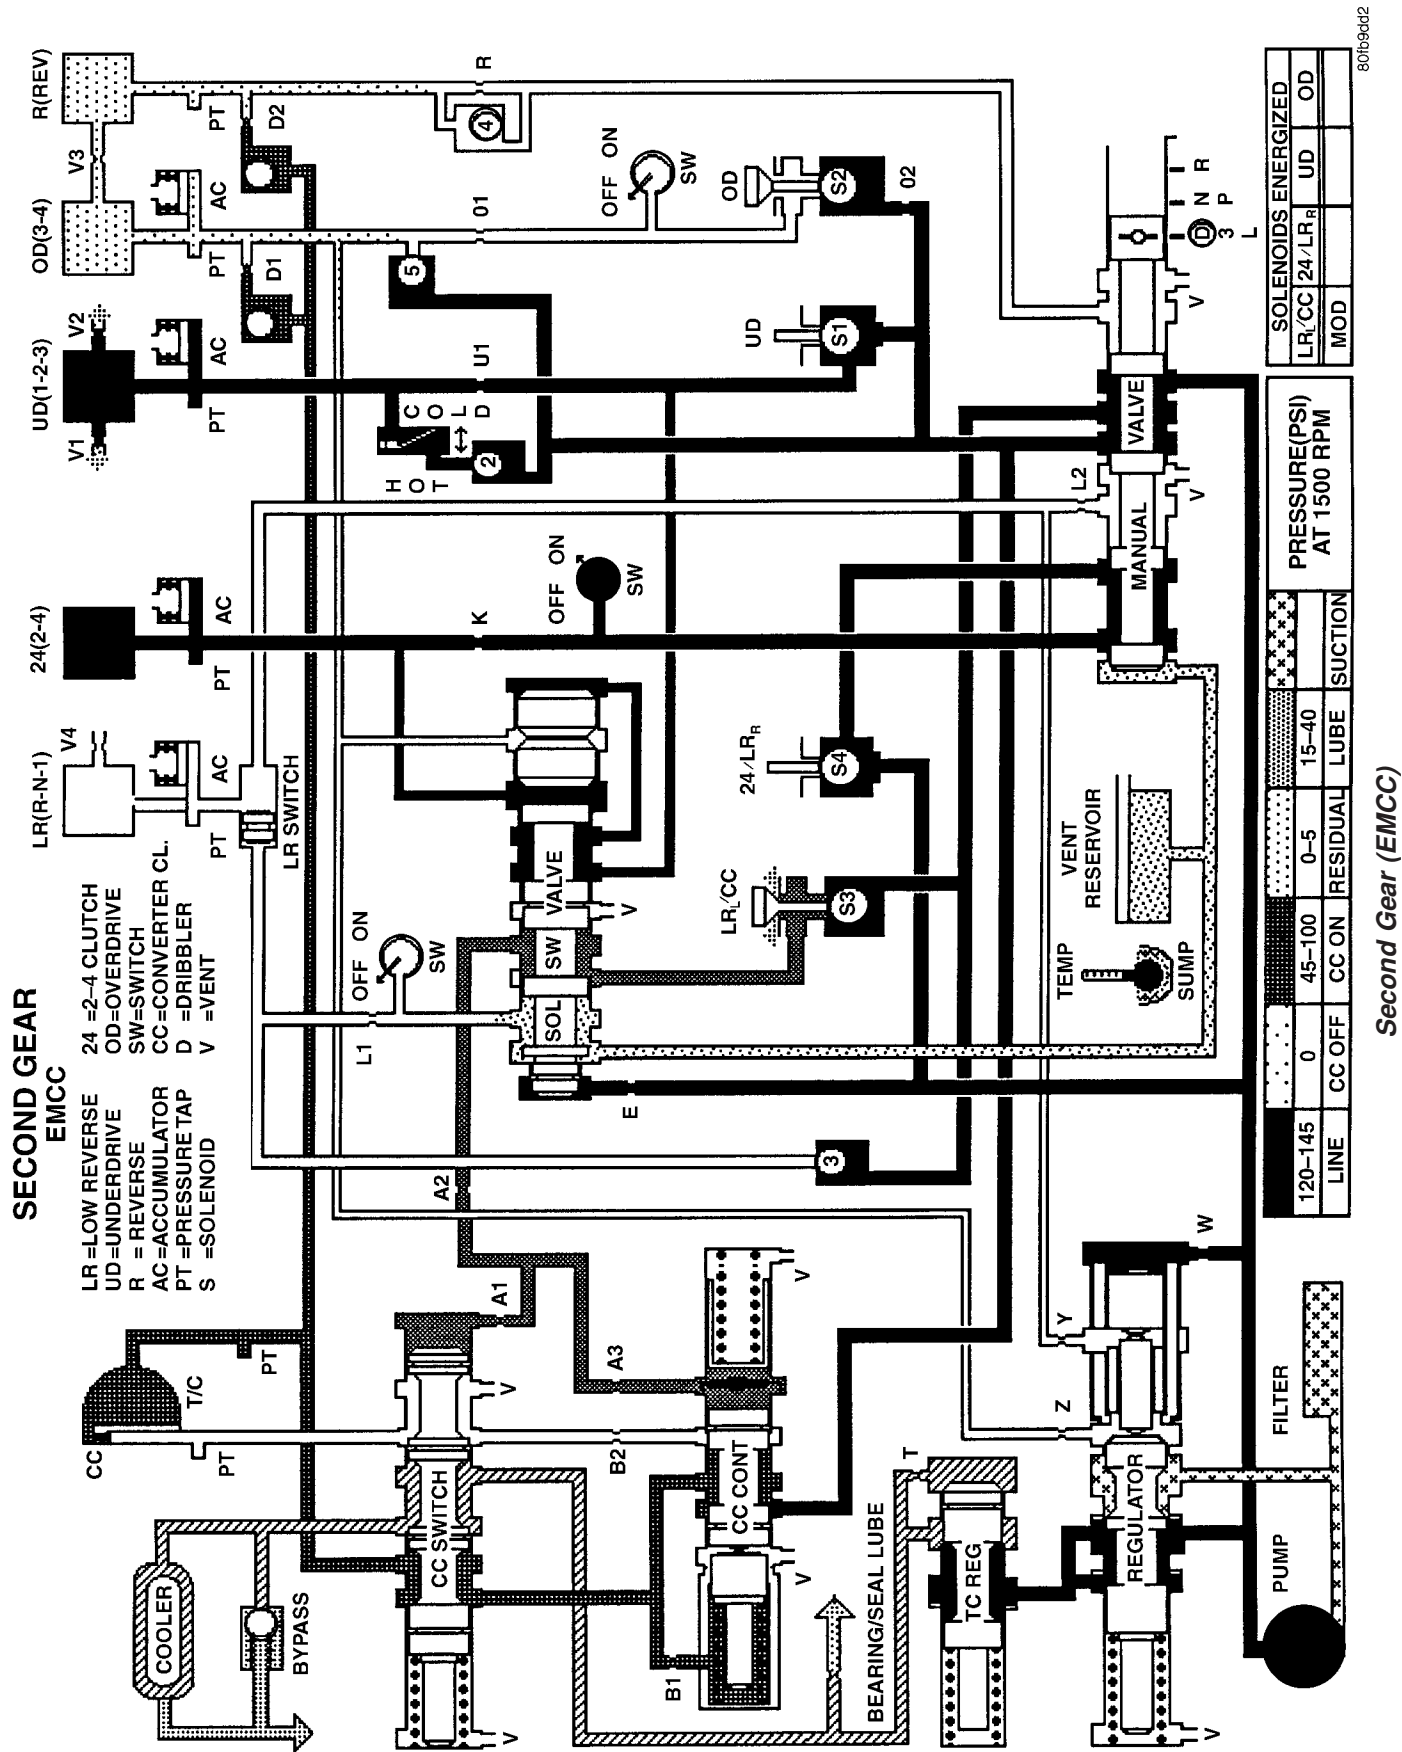 SECOND GEAR
EMCC
LR =LOW REVERSE
UD =UNDERDRIVE
R = REVERSE
AC =ACCUMULATOR
PT =PRESSURE TAP
S =SOLENOID
24 =2–4 CLUTCH
OD =OVERDRIVE
SW =SWITCH
CC =CONVERTER CL.
D =DRIBBLER
V =VENT
LR(R-N-1)
V4
24(2-4)
UD(1-2-3)
V1
V2
OD(3-4)
V3
R(REV)
PT
AC
PT
AC
PT
AC
PT
AC
PT
D1
D2
LR SWITCH
CC
T/C
PT
PT
COOLER
BYPASS
CC SWITCH
V
V
A1
A2
A3
B1
B2
CC CONT
V
V
L1
OFF ON
SW
SOL
SW
VALVE
V
E
K
OFF ON
SW
HOT
COLD
U1
2
5
01
OFF ON
SW
4
R
UD
S1
OD
S2
02
LRL/CC
S3
24/LRR
S4
3
TEMP
SUMP
VENT
RESERVOIR
MANUAL
VALVE
L2
V
V
D
3
L
N
P
R
BEARING/SEAL LUBE
T
TC REG
Z
Y
W
REGULATOR
V
PUMP
FILTER
120–145
0
45–100
0–5
15–40
LINE
CC OFF
CC ON
RESIDUAL
LUBE
SUCTION
PRESSURE(PSI)
AT 1500 RPM
SOLENOIDS ENERGIZED
LRL/CC
24/LRR
UD
OD
MOD
80fb9dd2
Second Gear (EMCC)